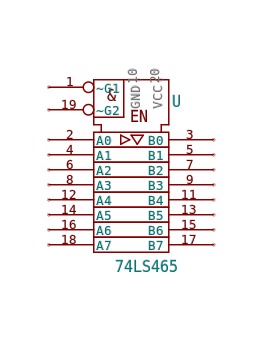 1 ~G1 GND 10 VCC 20
& U
19 ~G2 EN
2 A0 B0 3
4 A1 B1 5
6 A2 B2 7
8 A3 B3 9
12 A4 B4 11
14 A5 B5 13
16 A6 B6 15
18 A7 B7 17
74LS465